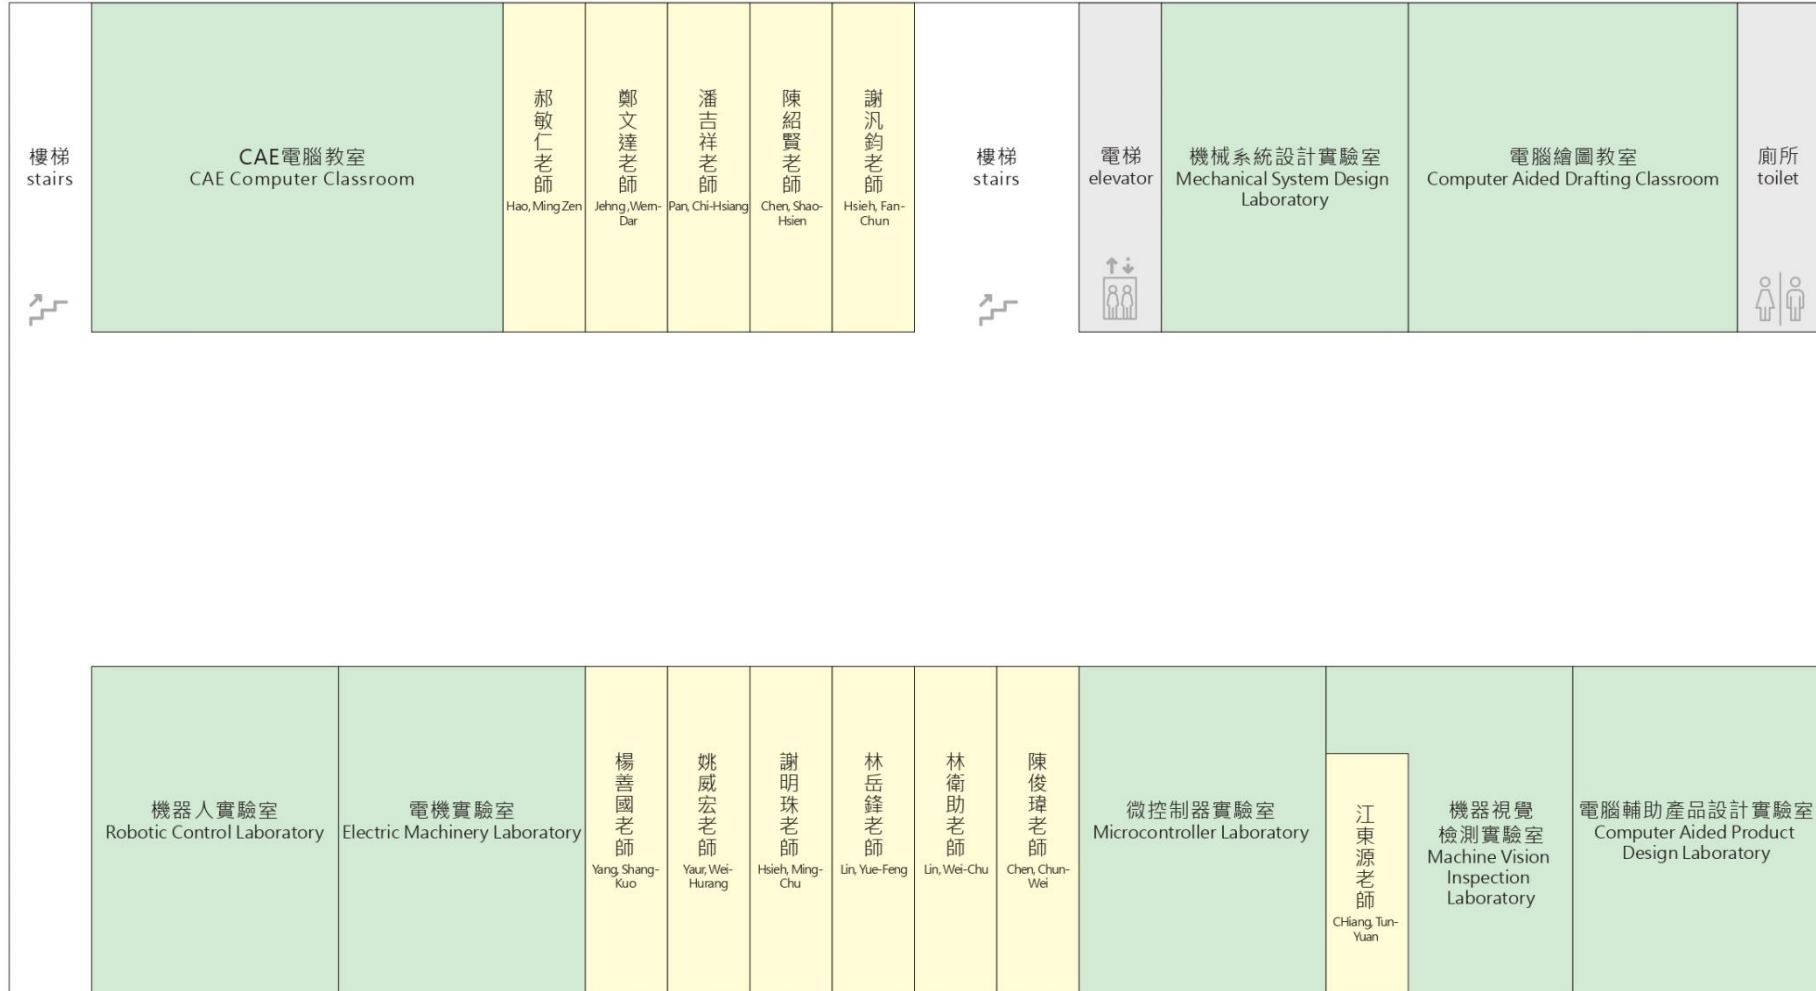 樓梯
stairs
CAE電腦教室
CAE Computer Classroom
郝敏仁老師
Hao, Ming Zen
鄭文達老師
Jehng ,Wern-
Dar
潘吉祥老師
Pan, Chi-Hsiang
陳紹賢老師
Chen, Shao-
Hsien
謝汎鈞老師
Hsieh, Fan-
Chun
樓梯
stairs
電梯
elevator
機械系統設計實驗室
Mechanical System Design
Laboratory
電腦繪圖教室
Computer Aided Drafting Classroom
廁所
toilet
機器人實驗室
Robotic Control Laboratory
電機實驗室
Electric Machinery Laboratory
楊善國老師
Yang, Shang-
Kuo
姚威宏老師
Yaur, Wei-
Hurang
謝明珠老師
Hsieh, Ming-
Chu
林岳鋒老師
Lin, Yue-Feng
林衛助老師
Lin, Wei-Chu
陳俊瑋老師
Chen, Chun-
Wei
微控制器實驗室
Microcontroller Laboratory
江東源老師
CHiang, Tun-
Yuan
機器視覺
檢測實驗室
Machine Vision
Inspection
Laboratory
電腦輔助產品設計實驗室
Computer Aided Product
Design Laboratory